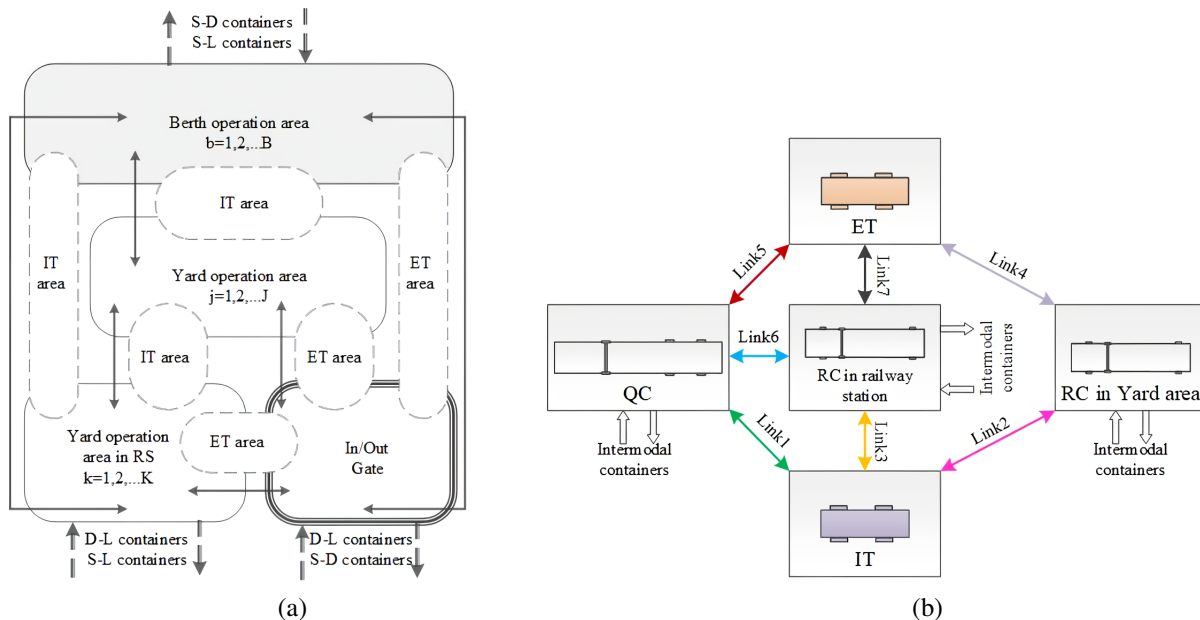 S-D containers
S-L containers
Berth operation area
b=1,2,...B
IT area
IT
area
ET
area
Yard operation area
j=1,2,...J
IT area
ET area
Yard operation
area in RS
k=1,2,...K
ET area
In/Out
Gate
D-L containers
S-L containers
D-L containers
S-D containers
(a)
ET
Link5
Link7
Link4
QC
Link6
RC in railway
station
Intermodal
containers
RC in Yard area
Intermodal
containers
Link1
Link3
Link2
Intermodal
containers
IT
(b)